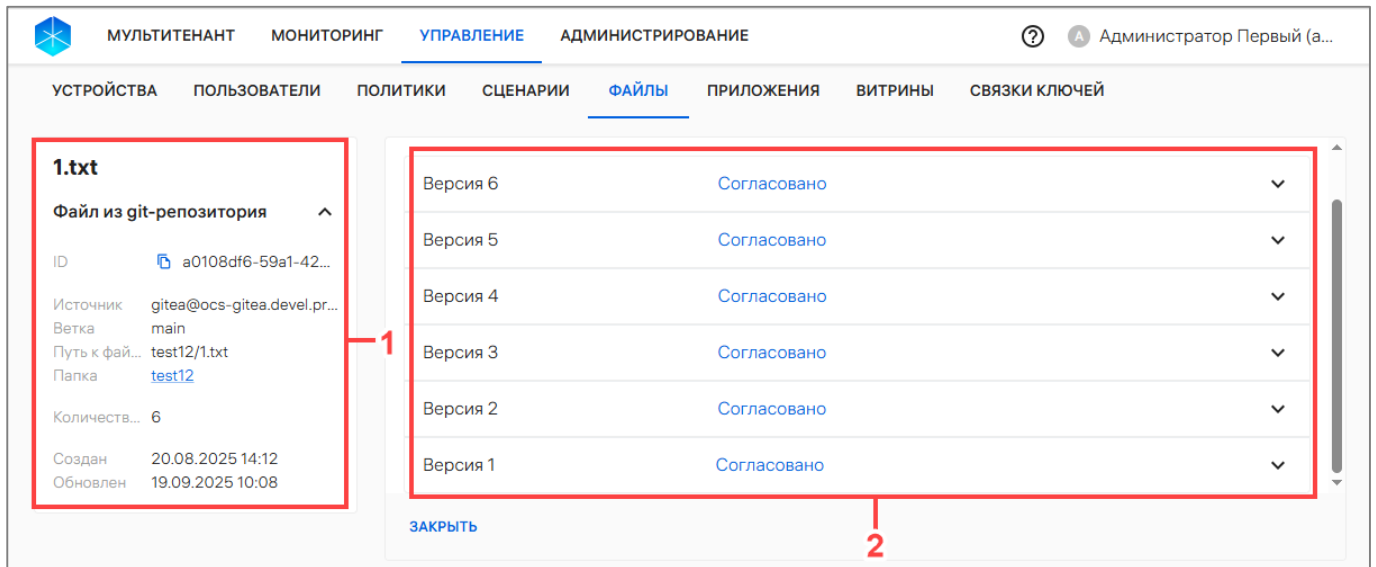 МУЛЬТИТЕНАНТ МОНИТОРИНГ УПРАВЛЕНИЕ АДМИНИСТРИРОВАНИЕ ? А Администратор Первый (а...
УСТРОЙСТВА ПОЛЬЗОВАТЕЛИ ПОЛИТИКИ СЦЕНАРИИ ФАЙЛЫ ПРИЛОЖЕНИЯ ВИТРИНЫ СВЯЗКИ КЛЮЧЕЙ
1.txt
Файл из git-репозитория
ID a0108df6-59a1-42...
Источник gitea@ocs-gitea.devel.pr...
Ветка main
Путь к фай... test12/1.txt
Папка test12
Количеств... 6
Создан 20.08.2025 14:12
Обновлен 19.09.2025 10:08
1
Версия 6 Согласовано
Версия 5 Согласовано
Версия 4 Согласовано
Версия 3 Согласовано
Версия 2 Согласовано
Версия 1 Согласовано
ЗАКРЫТЬ
2